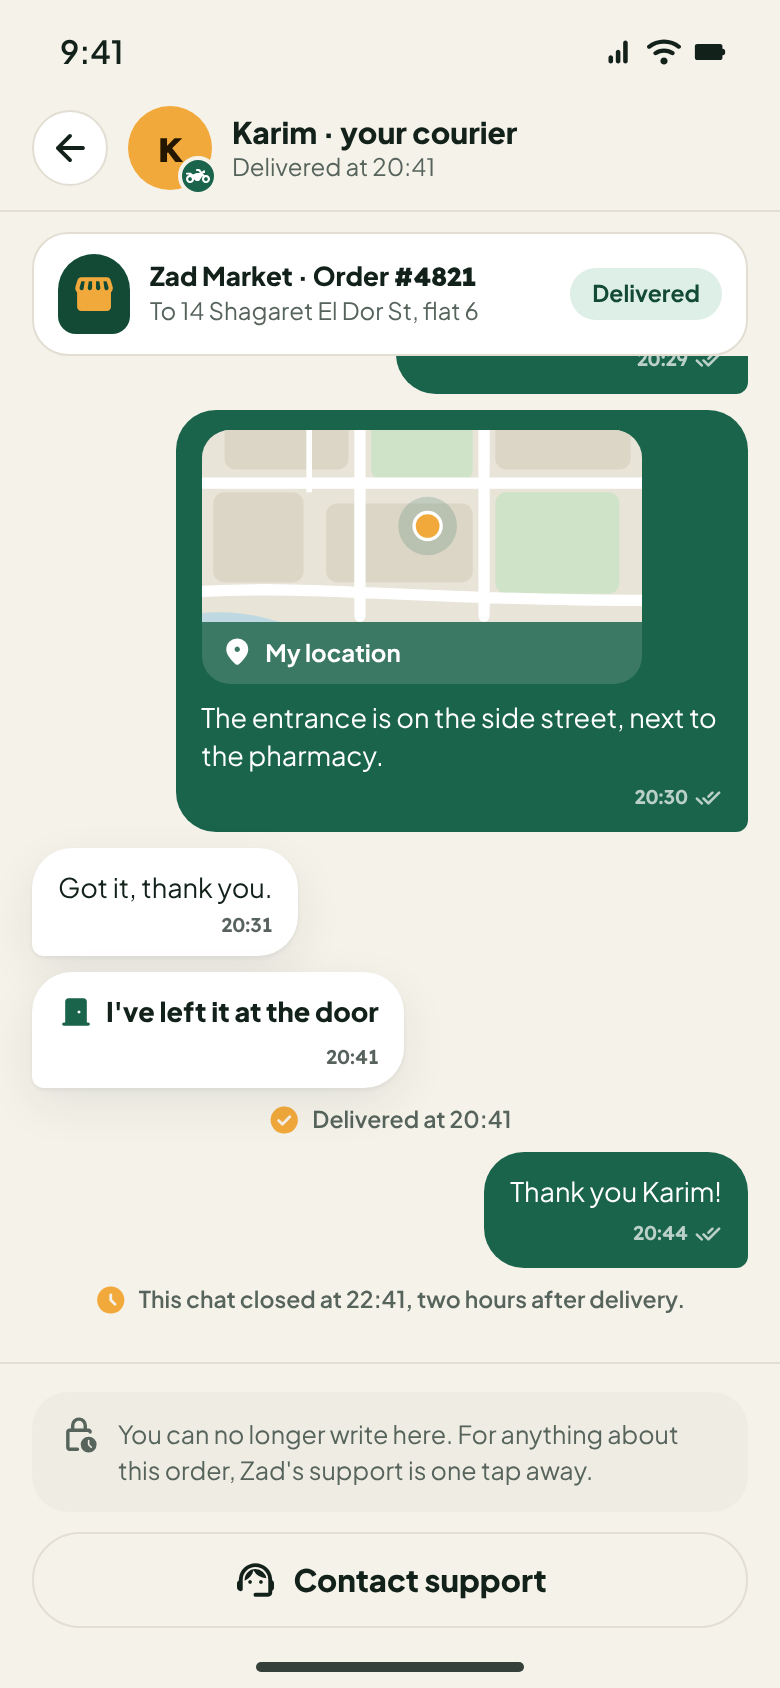 9:41
K
Karim · your courier
Delivered at 20:41
Zad Market · Order #4821
To 14 Shagaret El Dor St, flat 6
Delivered
20:29
My location
The entrance is on the side street, next to
the pharmacy.
20:30
Got it, thank you.
20:31
I've left it at the door
20:41
Delivered at 20:41
Thank you Karim!
20:44
This chat closed at 22:41, two hours after delivery.
You can no longer write here. For anything about
this order, Zad's support is one tap away.
Contact support